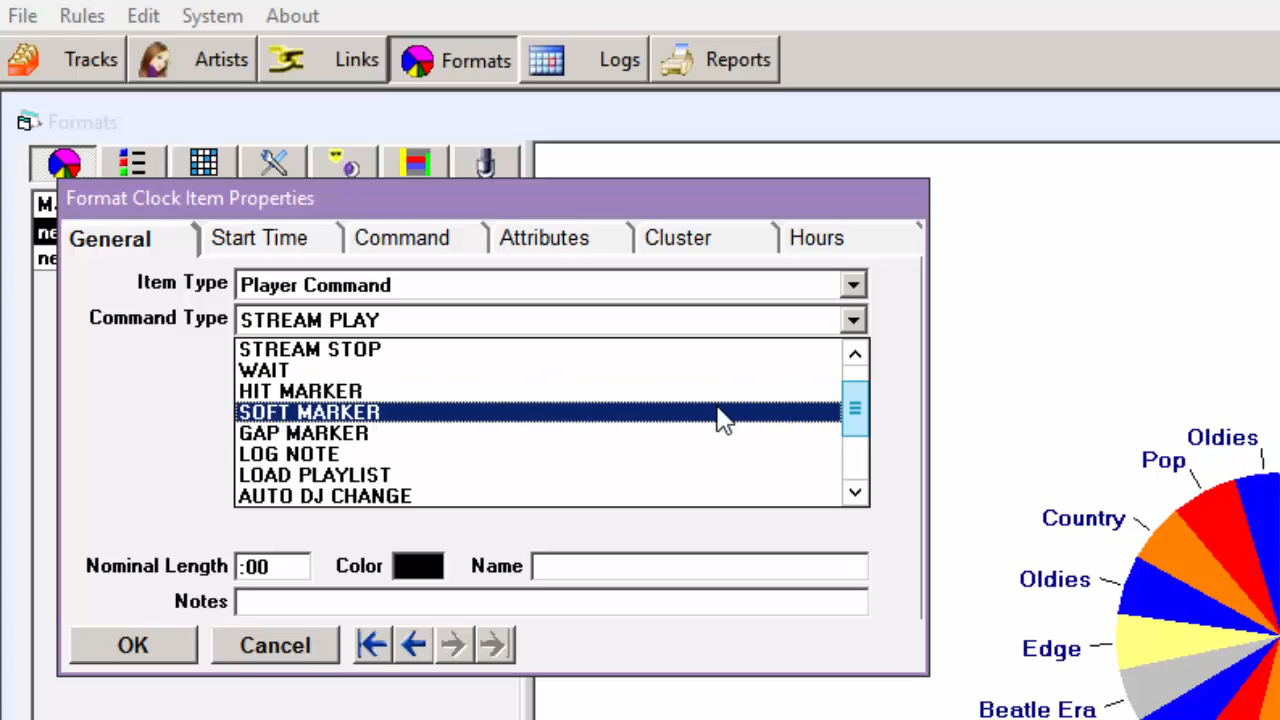 File Rules Edit System About
Tracks Artists Links Formats Logs Reports
Formats
M
ne
ne
Format Clock Item Properties
General Start Time Command Attributes Cluster Hours
Item Type Player Command
Command Type STREAM PLAY
STREAM STOP
WAIT
HIT MARKER
SOFT MARKER
GAP MARKER
LOG NOTE
LOAD PLAYLIST
AUTO DJ CHANGE
Nominal Length :00 Color Name
Notes
OK Cancel
Oldies
Pop
Country
Oldies
Edge
Beatle Era